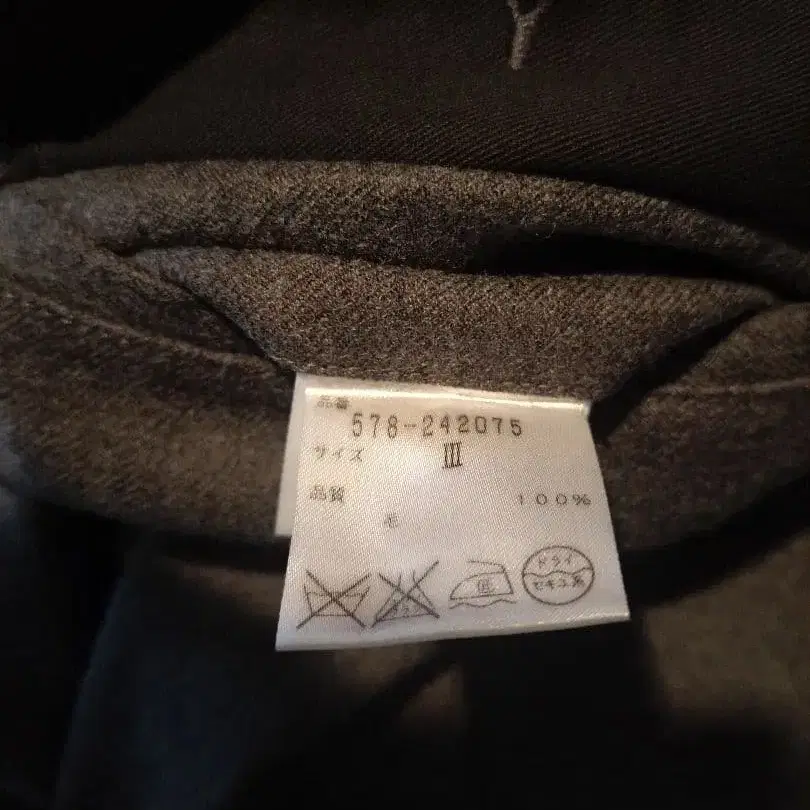 品番
578-242075
サイズ Ⅲ
品質 100%
毛
低 ドライ
セキユ系